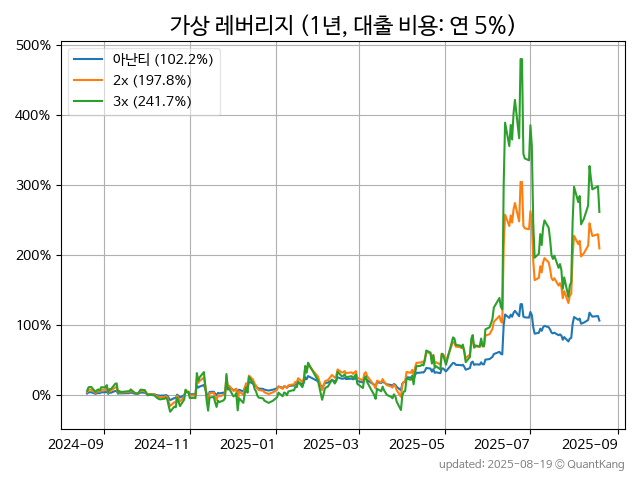 가상 레버리지 (1년, 대출 비용: 연 5%)
500%
400%
300%
200%
100%
0%
아난티 (102.2%)
2x (197.8%)
3x (241.7%)
2024-09
2024-11
2025-01
2025-03
2025-05
2025-07
2025-09
updated: 2025-08-19 © QuantKang